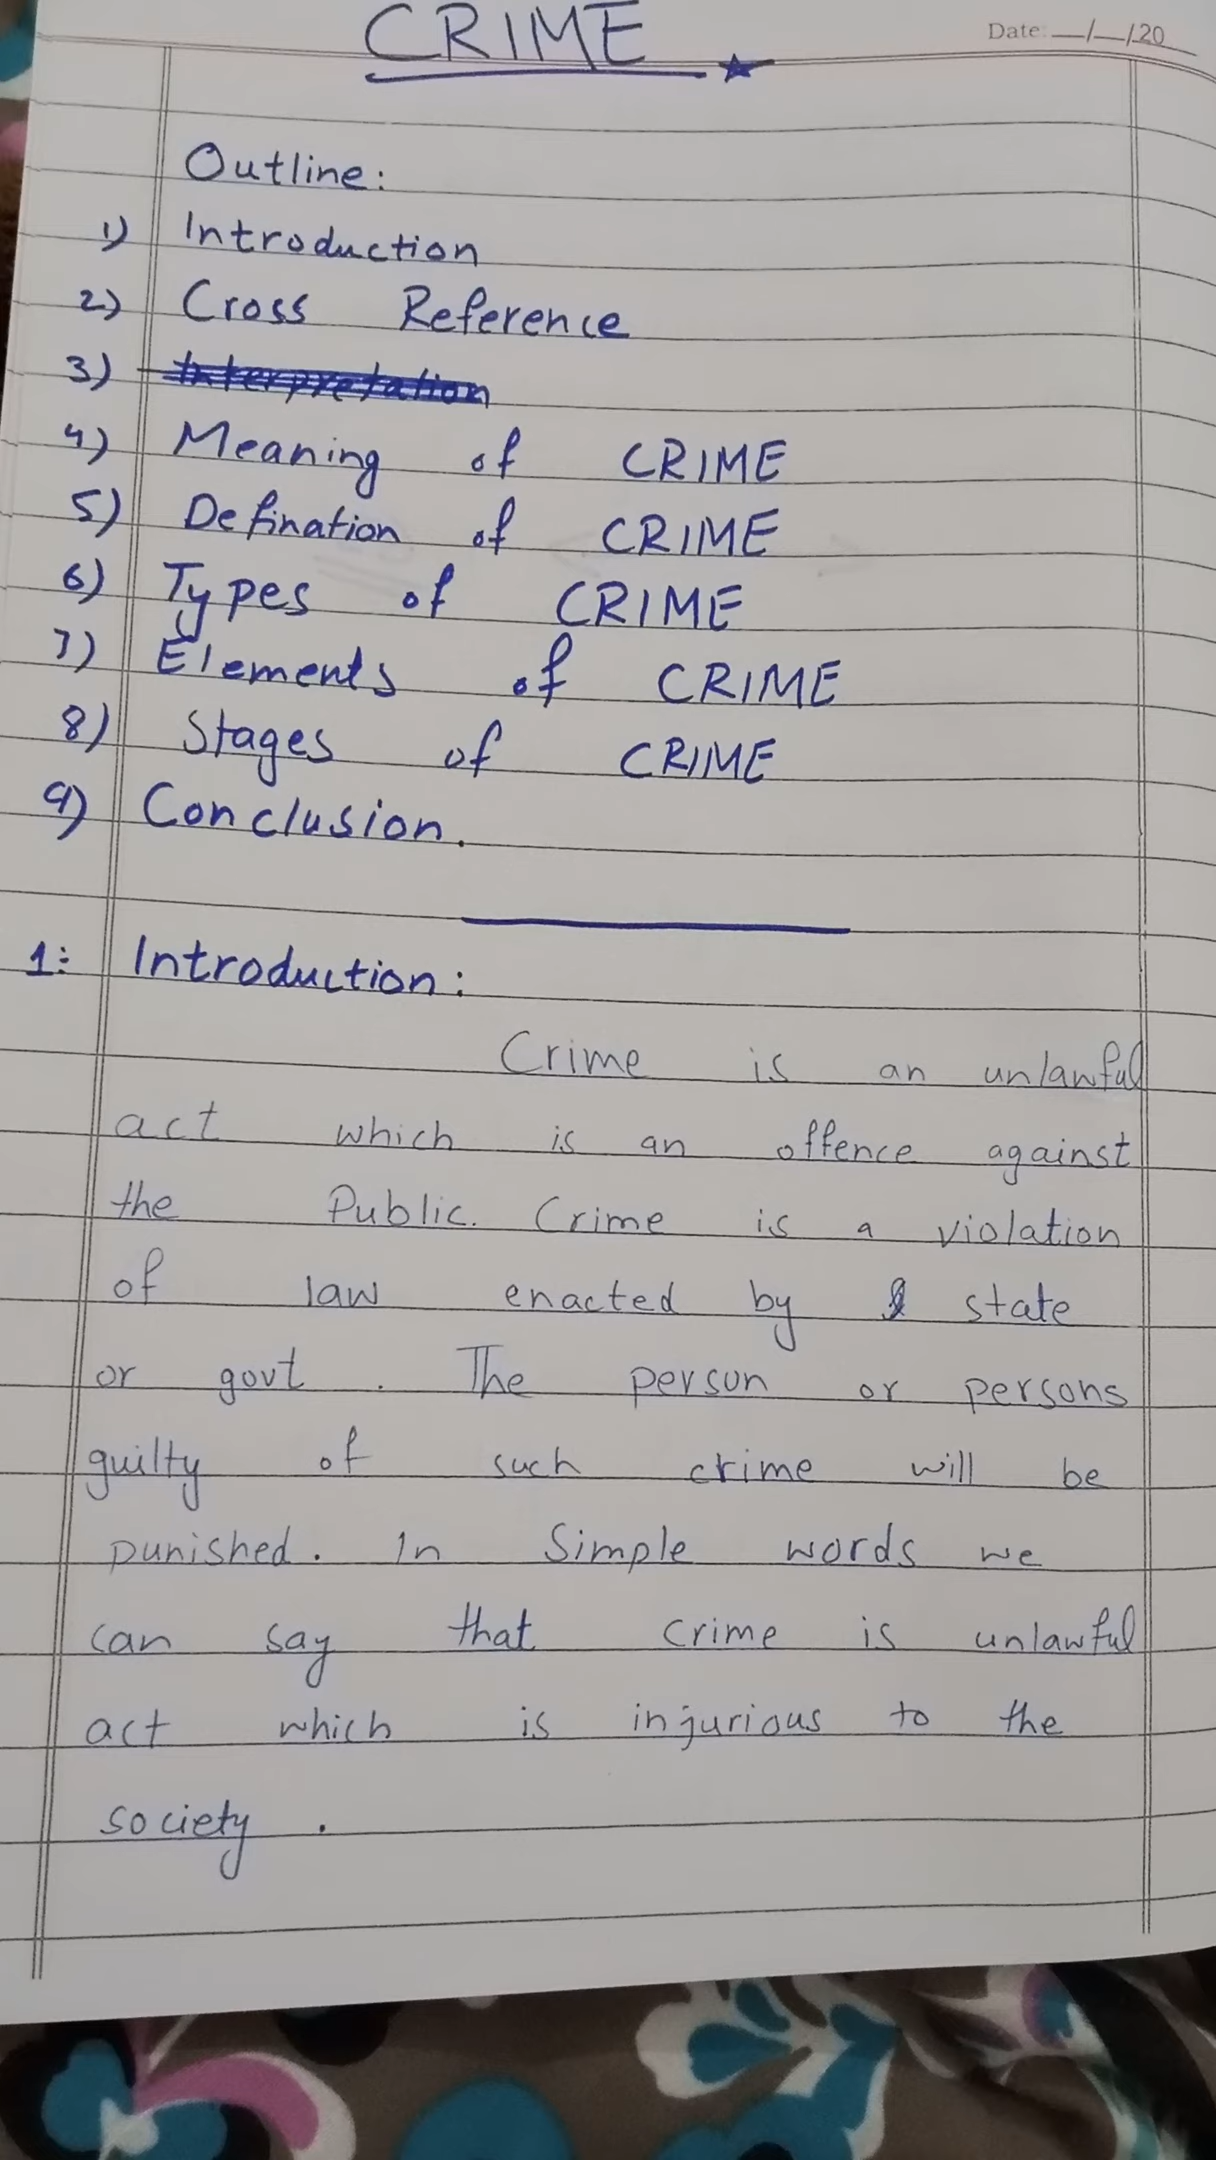 CRIME
Date: __/__/20__
Outline:
1) Introduction
2) Cross Reference
3) Interpretation
4) Meaning of CRIME
5) Defination of CRIME
6) Types of CRIME
7) Elements of CRIME
8) Stages of CRIME
9) Conclusion.
1: Introduction:
Crime is an unlawful
act which is an offence against
the Public. Crime is a violation
of law enacted by state
or govt. The person or persons
guilty of such crime will be
punished. In Simple words we
can say that crime is unlawful
act which is injurious to the
society.